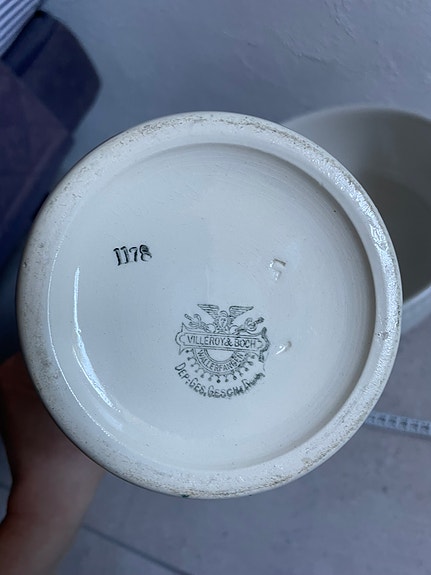 1178
VILLEROY & BOCH
WALLERFANGEN
DEP-GES. GESCH.